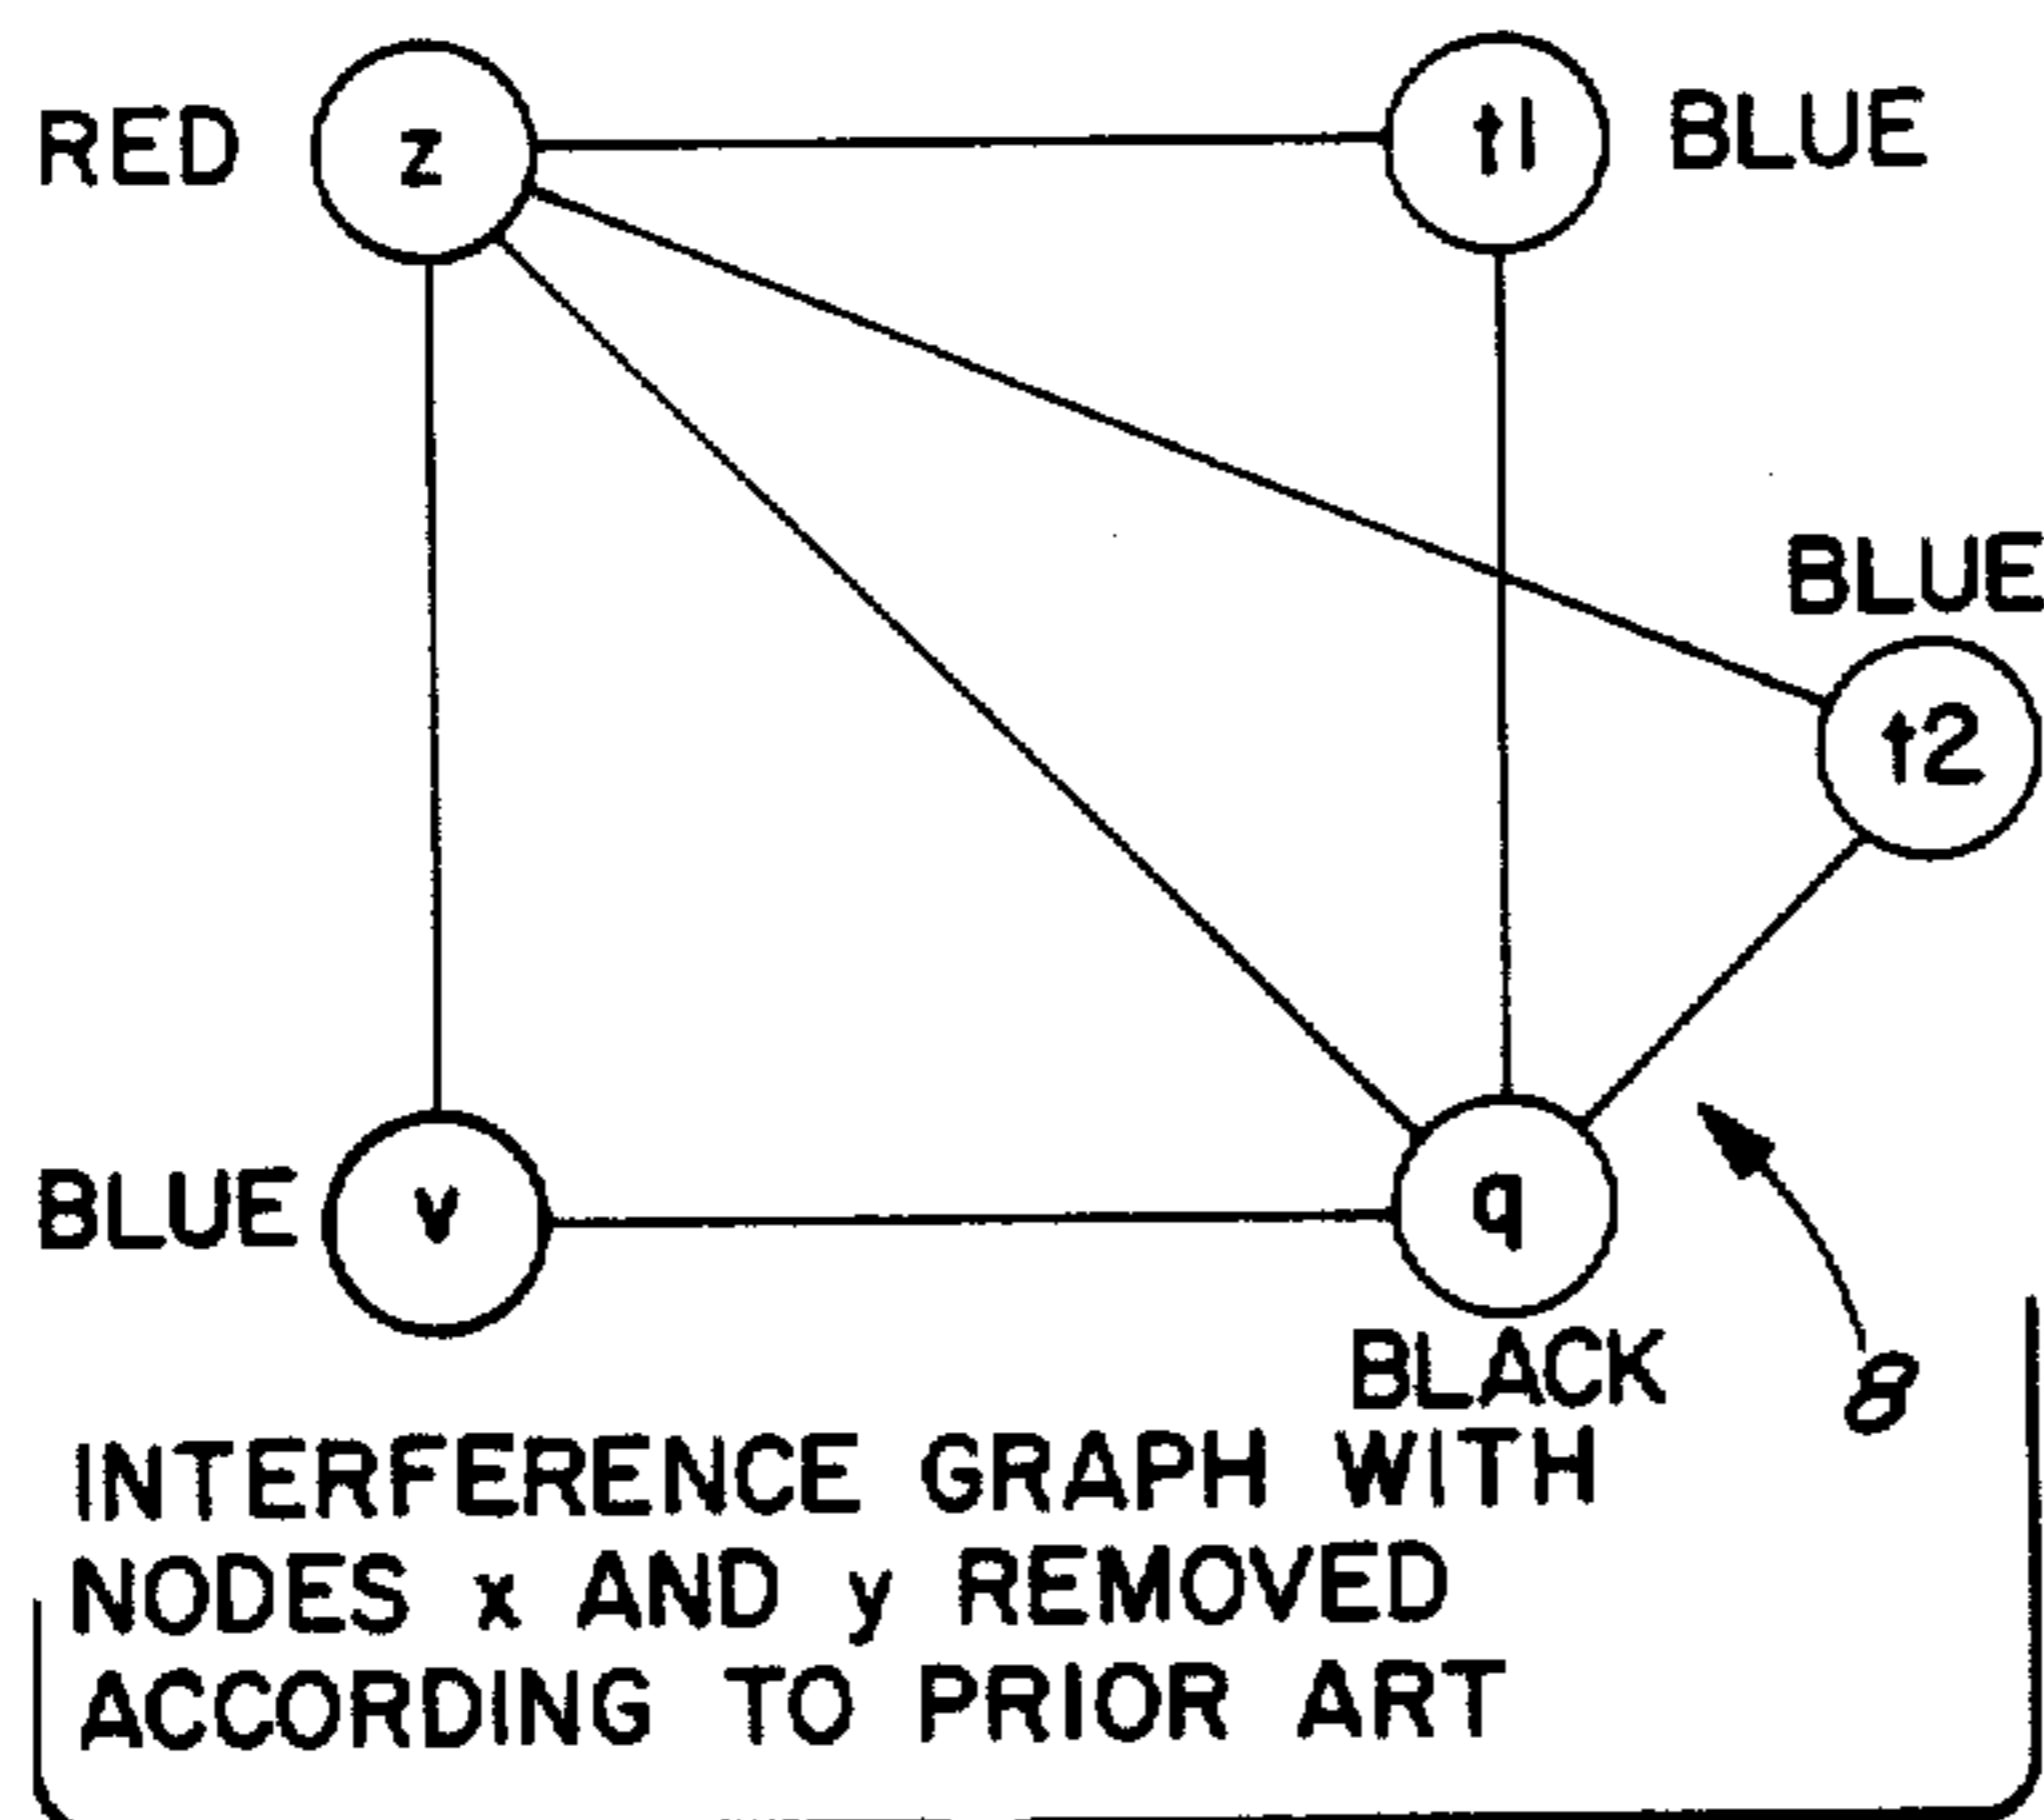 RED z t1 BLUE
BLUE
t2
BLUE v q
BLACK
8
INTERFERENCE GRAPH WITH
NODES x AND y REMOVED
ACCORDING TO PRIOR ART